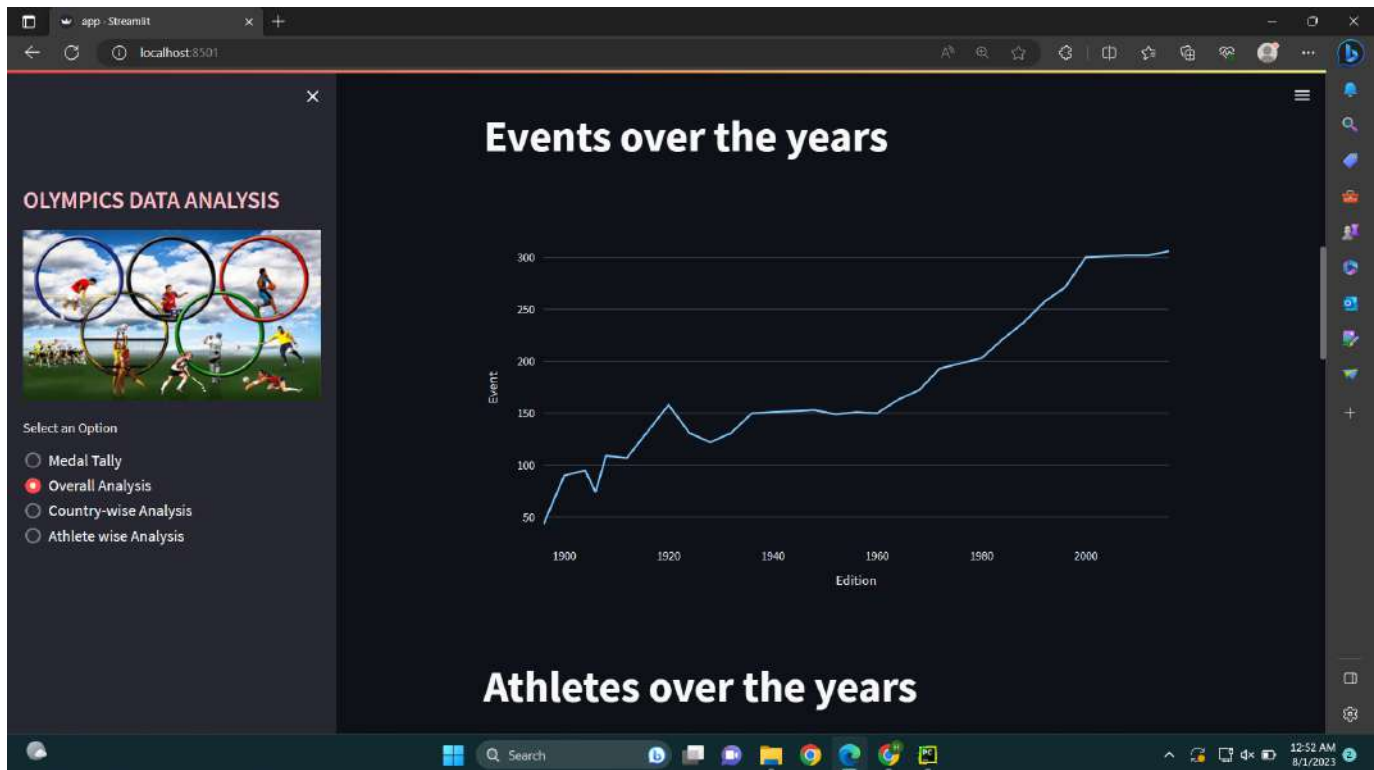 app · Streamlit
localhost:8501
Events over the years
OLYMPICS DATA ANALYSIS
Select an Option
Medal Tally
Overall Analysis
Country-wise Analysis
Athlete wise Analysis
300
250
200
150
100
50
Event
1900 1920 1940 1960 1980 2000
Edition
Athletes over the years
Search
12:52 AM
8/1/2023
2